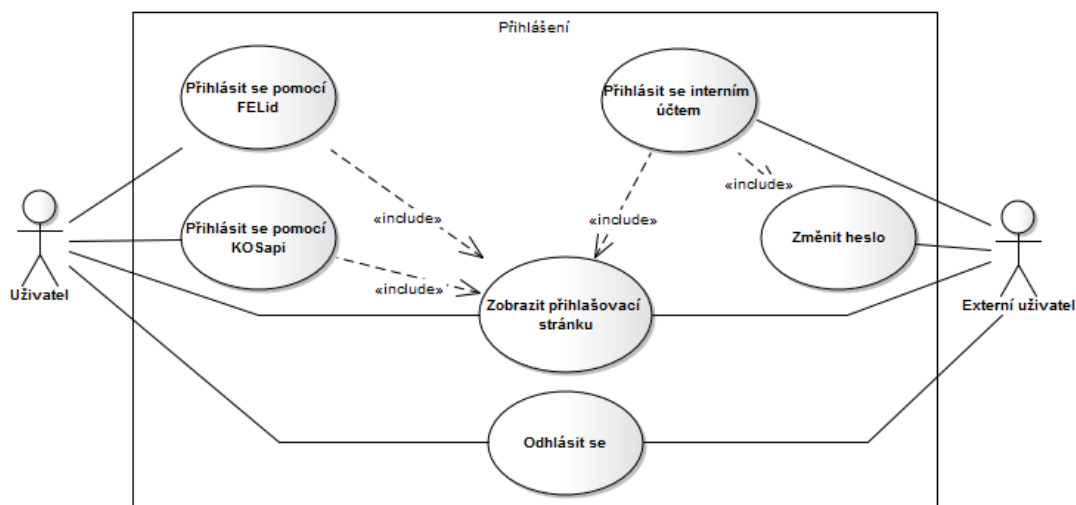 Přihlášení
Přihlásit se pomocí
FELid
Přihlásit se interním
účtem
«include»
«include»
«include»
Přihlásit se pomocí
KOSapi
Změnit heslo
«include»
Uživatel
Externí uživatel
Zobrazit přihlašovací
stránku
Odhlásit se